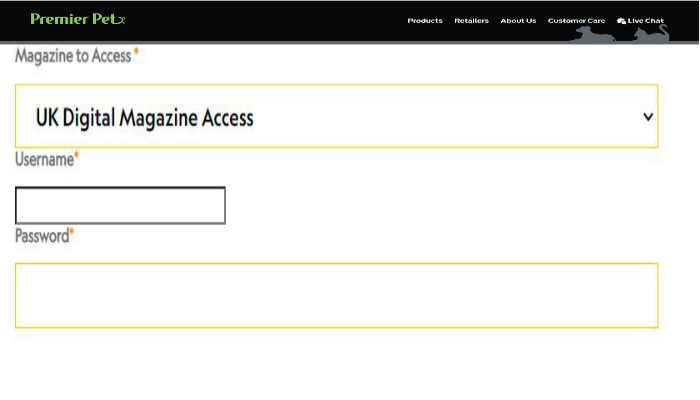 Premier Pet
Products Retailers About Us Customer Care Live Chat
Magazine to Access *
UK Digital Magazine Access
Username*
Password*